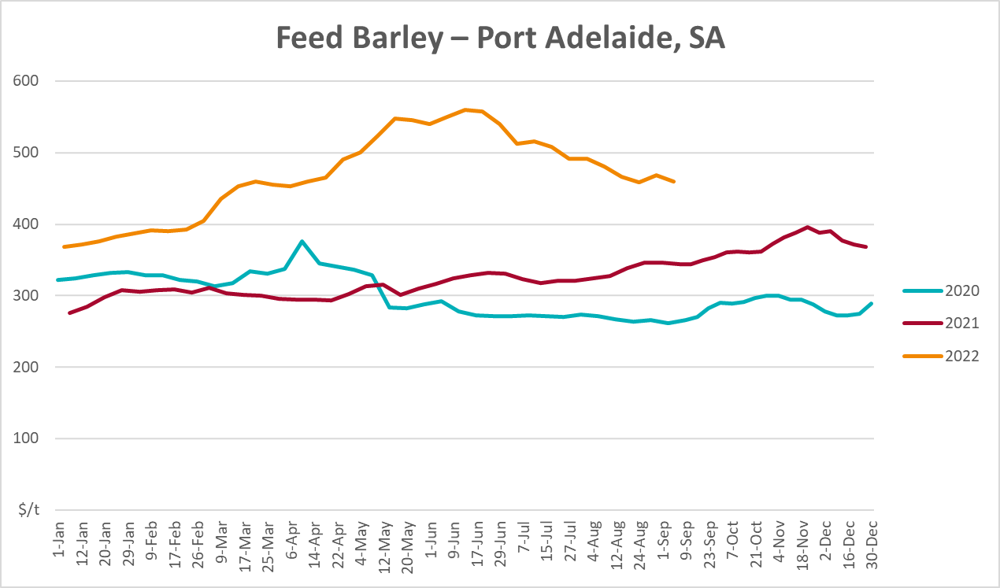 Feed Barley – Port Adelaide, SA
600
500
400
300
200
100
$/t
1-Jan
12-Jan
20-Jan
29-Jan
9-Feb
17-Feb
26-Feb
9-Mar
17-Mar
25-Mar
6-Apr
14-Apr
22-Apr
4-May
12-May
20-May
1-Jun
9-Jun
17-Jun
29-Jun
7-Jul
15-Jul
27-Jul
4-Aug
12-Aug
24-Aug
1-Sep
9-Sep
23-Sep
7-Oct
21-Oct
4-Nov
18-Nov
2-Dec
16-Dec
30-Dec
2020
2021
2022